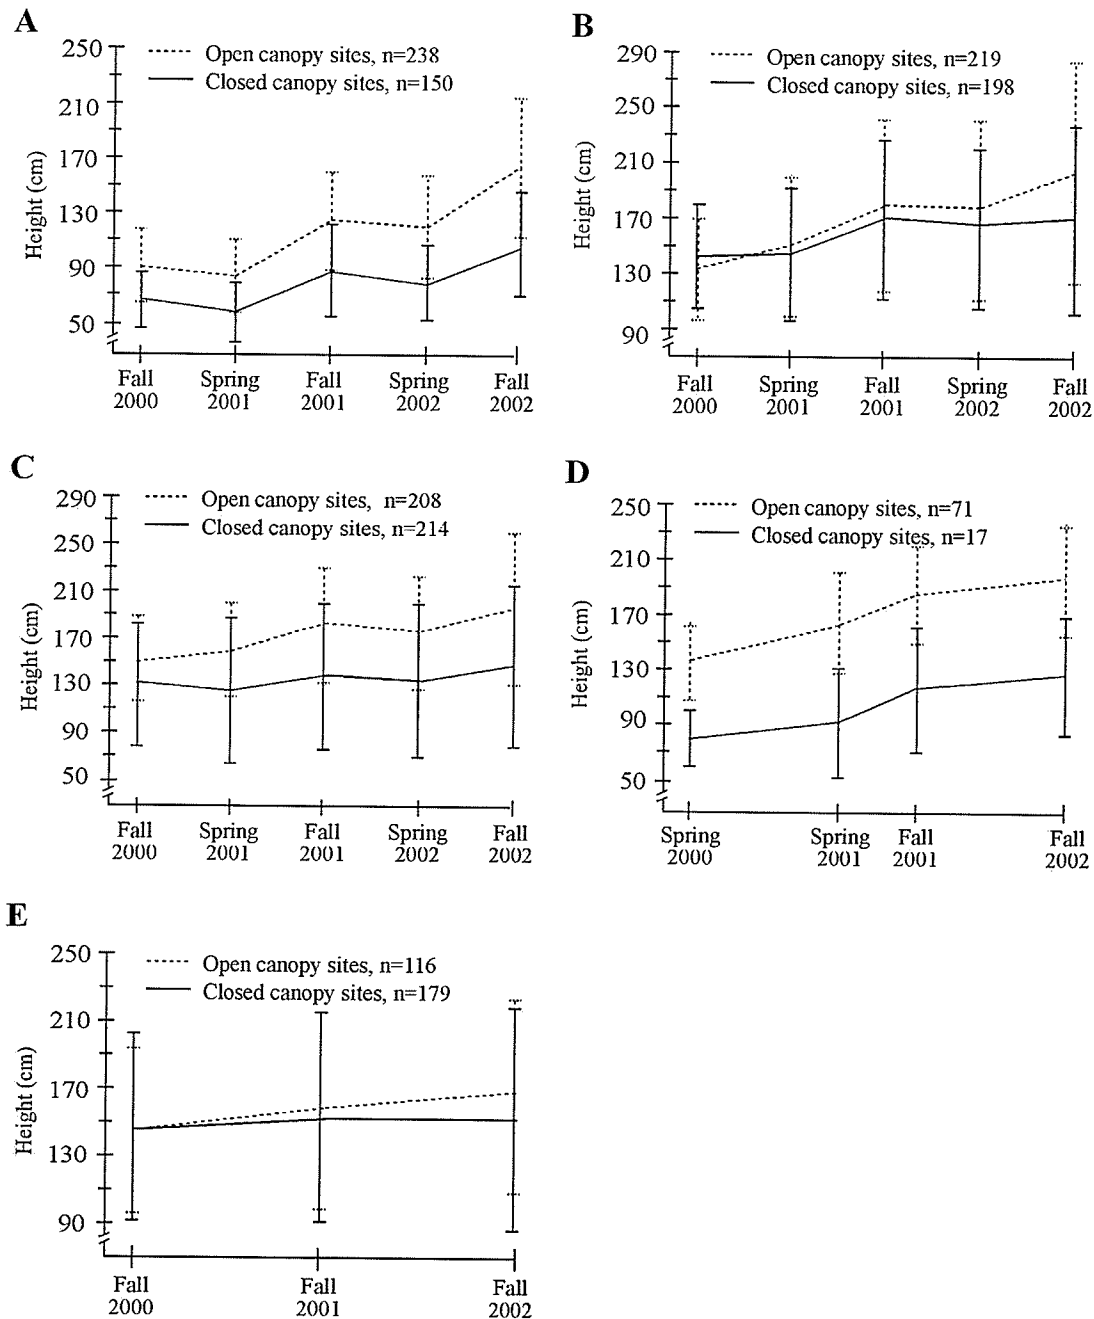 A
250
210
170
130
90
50
Height (cm)
Open canopy sites, n=238
Closed canopy sites, n=150
Fall 2000
Spring 2001
Fall 2001
Spring 2002
Fall 2002
B
290
250
210
170
130
90
Height (cm)
Open canopy sites, n=219
Closed canopy sites, n=198
Fall 2000
Spring 2001
Fall 2001
Spring 2002
Fall 2002
C
290
250
210
170
130
90
50
Height (cm)
Open canopy sites, n=208
Closed canopy sites, n=214
Fall 2000
Spring 2001
Fall 2001
Spring 2002
Fall 2002
D
250
210
170
130
90
50
Height (cm)
Open canopy sites, n=71
Closed canopy sites, n=17
Spring 2000
Spring 2001
Fall 2001
Fall 2002
E
250
210
170
130
90
Height (cm)
Open canopy sites, n=116
Closed canopy sites, n=179
Fall 2000
Fall 2001
Fall 2002